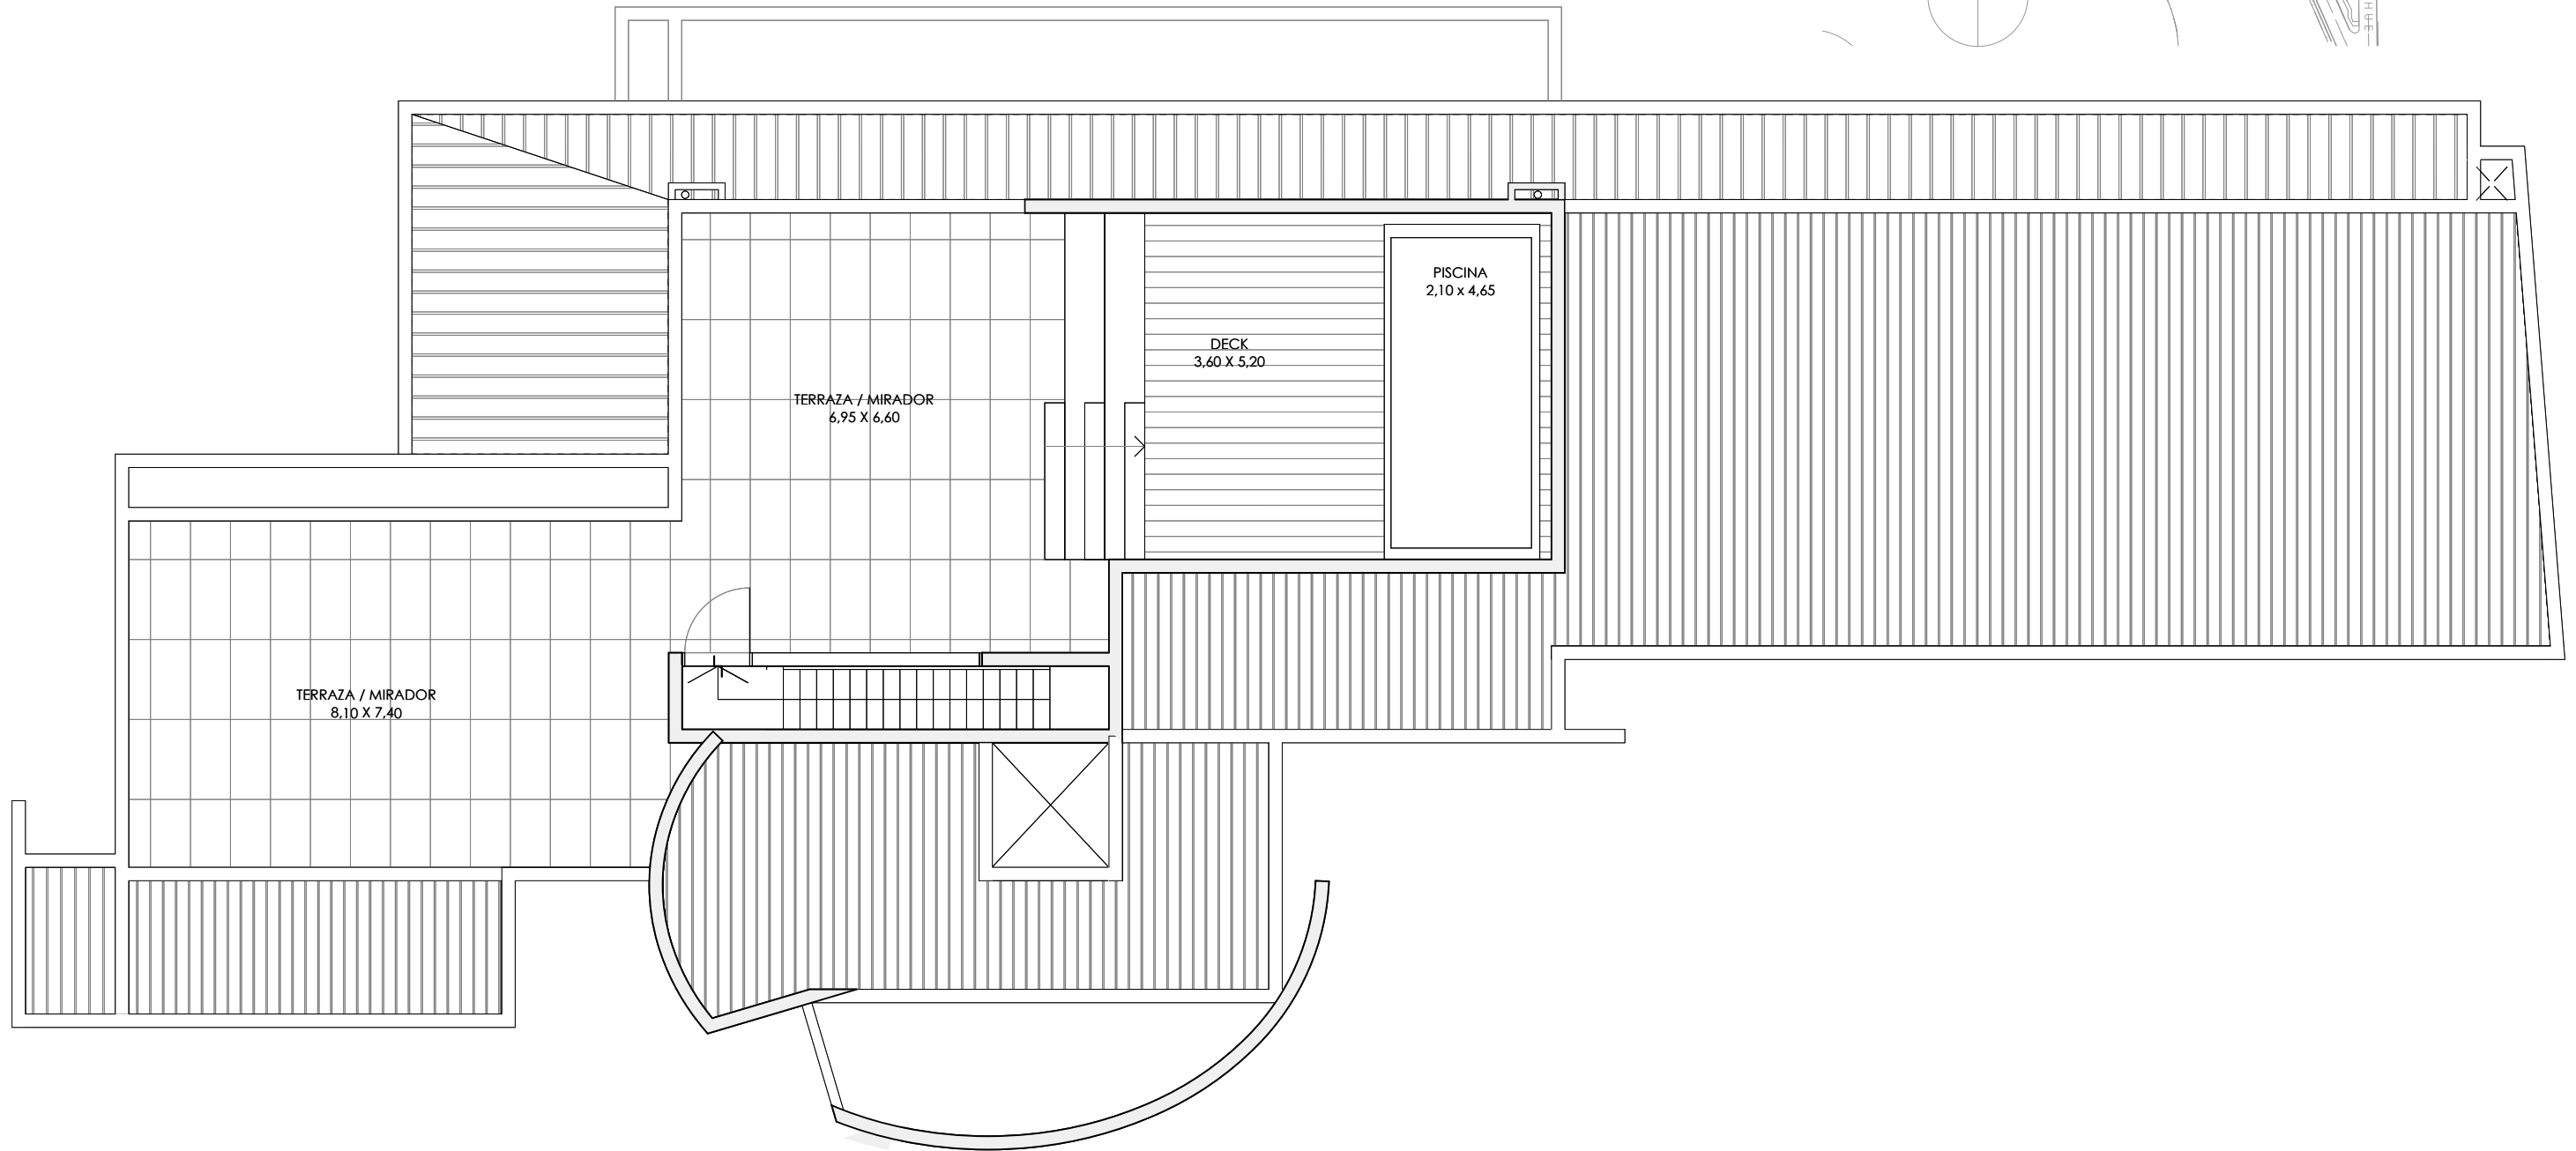 PISCINA
2,10 x 4,65
DECK
3,60 X 5,20
TERRAZA / MIRADOR
6,95 X 6,60
TERRAZA / MIRADOR
8,10 X 7,40